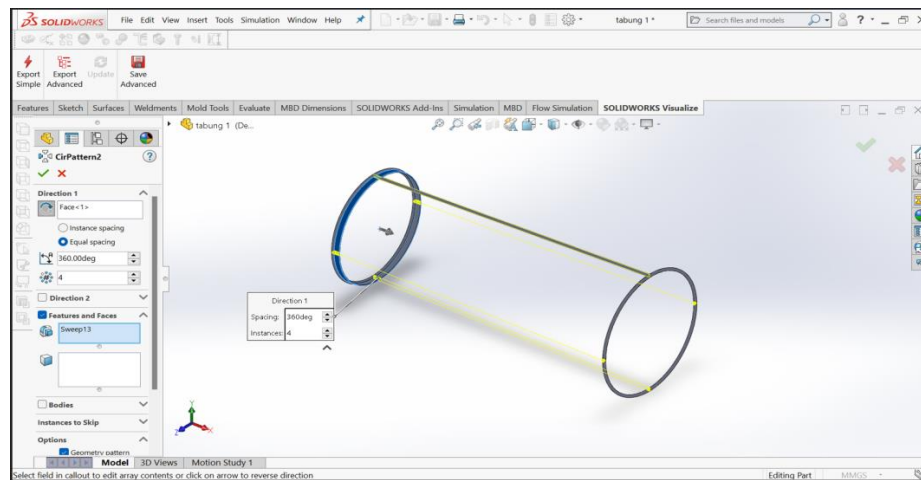 SOLIDWORKS File Edit View Insert Tools Simulation Window Help tabung 1 * Search files and models ?
Export Simple Export Advanced Update Save Advanced
Features Sketch Surfaces Weldments Mold Tools Evaluate MBD Dimensions SOLIDWORKS Add-Ins Simulation MBD Flow Simulation SOLIDWORKS Visualize
tabung 1 (De...
CirPattern2
Direction 1
Face<1>
Instance spacing
Equal spacing
360.00deg
4
Direction 2
Features and Faces
Sweep13
Bodies
Instances to Skip
Options
Geometry pattern
Direction 1
Spacing: 360deg
Instances: 4
Model 3D Views Motion Study 1
Select field in callout to edit array contents or click on arrow to reverse direction Editing Part MMGS